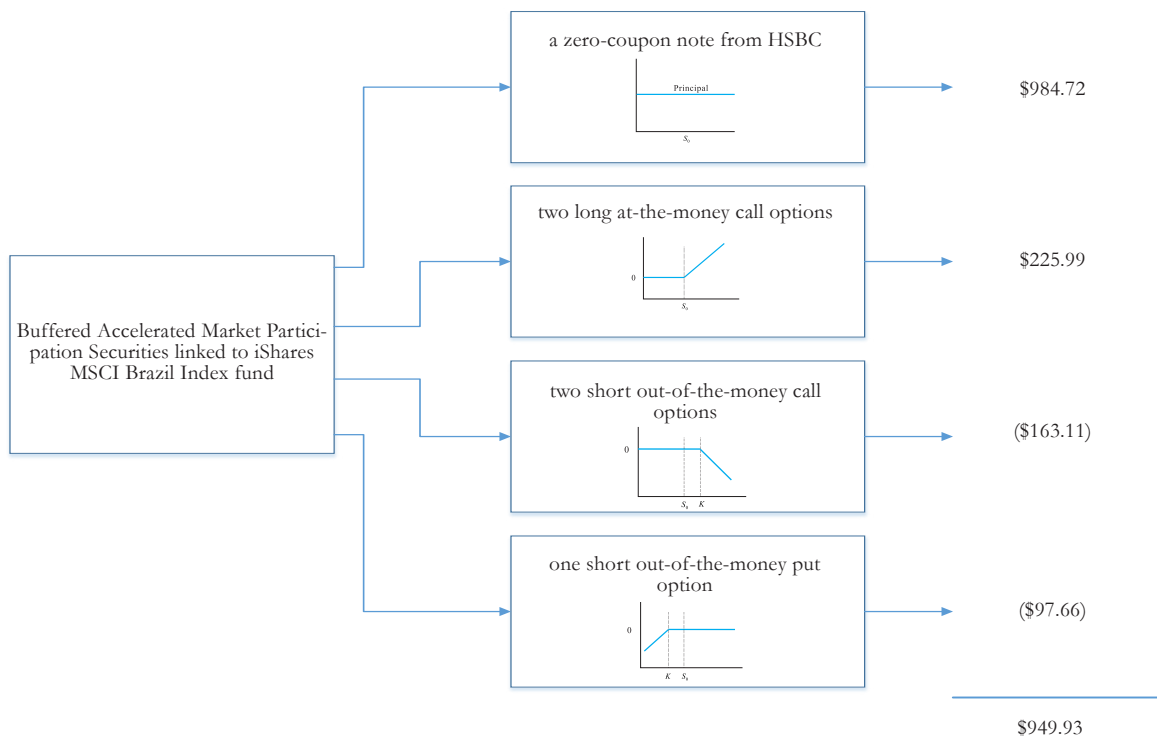 a zero-coupon note from HSBC
Principal
S₀
$984.72
two long at-the-money call options
0
S₀
$225.99
Buffered Accelerated Market Partici-
pation Securities linked to iShares
MSCI Brazil Index fund
two short out-of-the-money call
options
0
S₀ K
($163.11)
one short out-of-the-money put
option
0
K S₀
($97.66)
$949.93